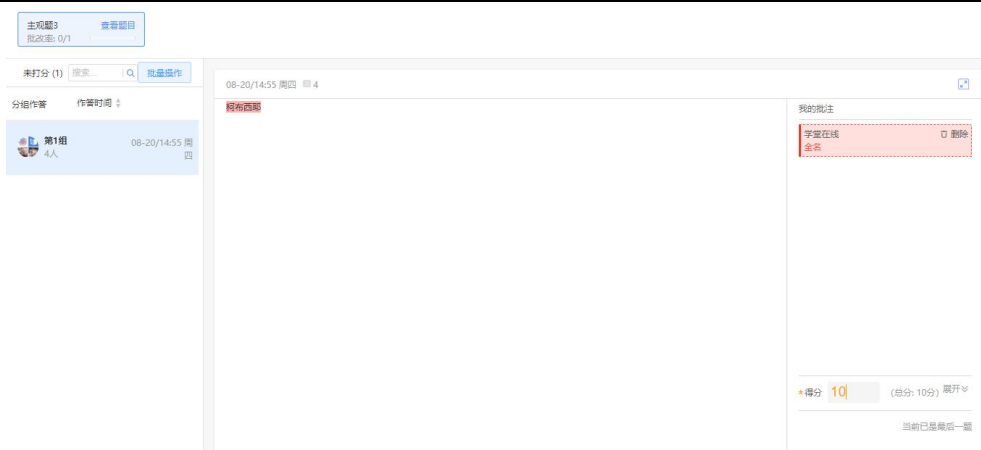 主观题3 查看题目
批改率: 0/1
未打分 (1) 搜索... 批量操作
分组作答 作答时间
第1组 08-20/14:55 周四
4人
08-20/14:55 周四 4
柯布西耶
我的批注
学堂在线 删除
全名
*得分 10 (总分: 10分) 展开
当前已是最后一题